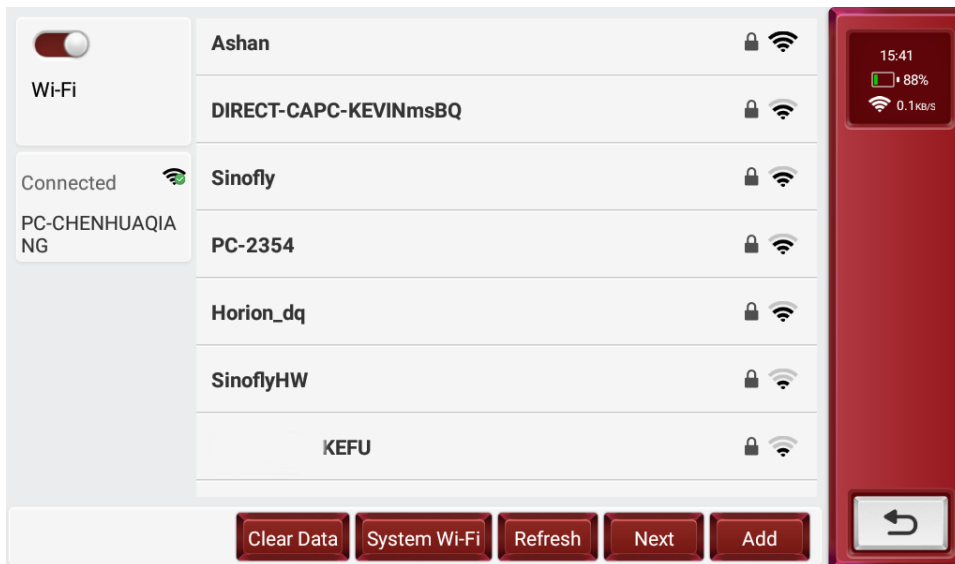 Wi-Fi
Connected
PC-CHENHUAQIA
NG
Ashan
DIRECT-CAPC-KEVINmsBQ
Sinofly
PC-2354
Horion_dq
SinoflyHW
KEFU
Clear Data
System Wi-Fi
Refresh
Next
Add
15:41
88%
0.1KB/S